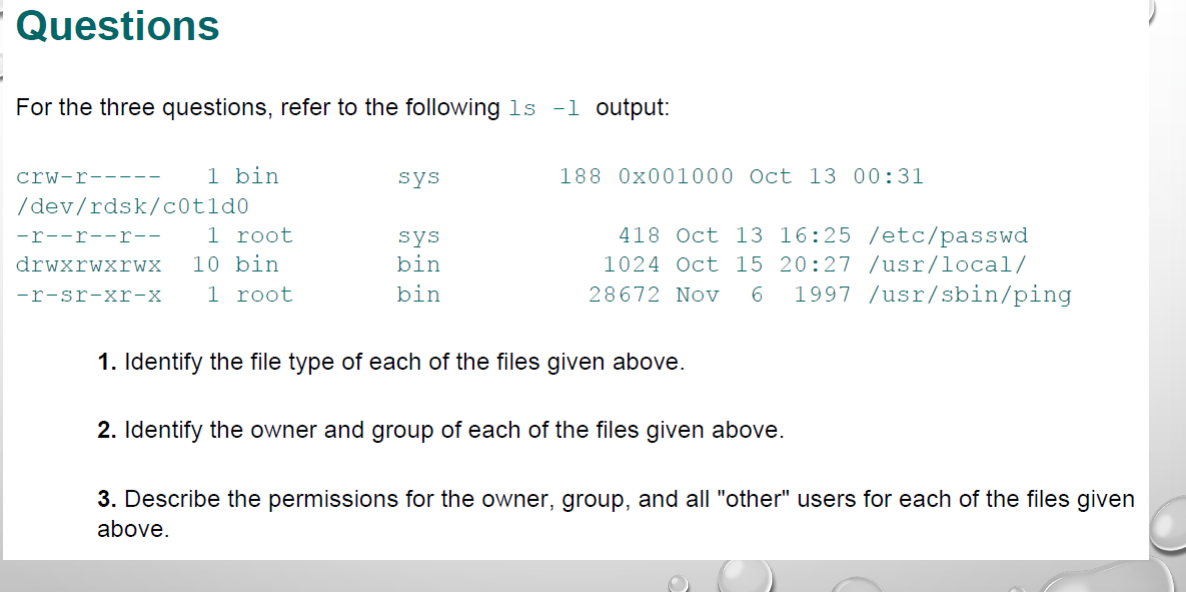 Questions
For the three questions, refer to the following ls -l output:
crw-r----- 1 bin sys 188 0x001000 Oct 13 00:31
/dev/rdsk/c0t1d0
-r--r--r-- 1 root sys 418 Oct 13 16:25 /etc/passwd
drwxrwxrwx 10 bin bin 1024 Oct 15 20:27 /usr/local/
-r-sr-xr-x 1 root bin 28672 Nov 6 1997 /usr/sbin/ping
1. Identify the file type of each of the files given above.
2. Identify the owner and group of each of the files given above.
3. Describe the permissions for the owner, group, and all "other" users for each of the files given
above.